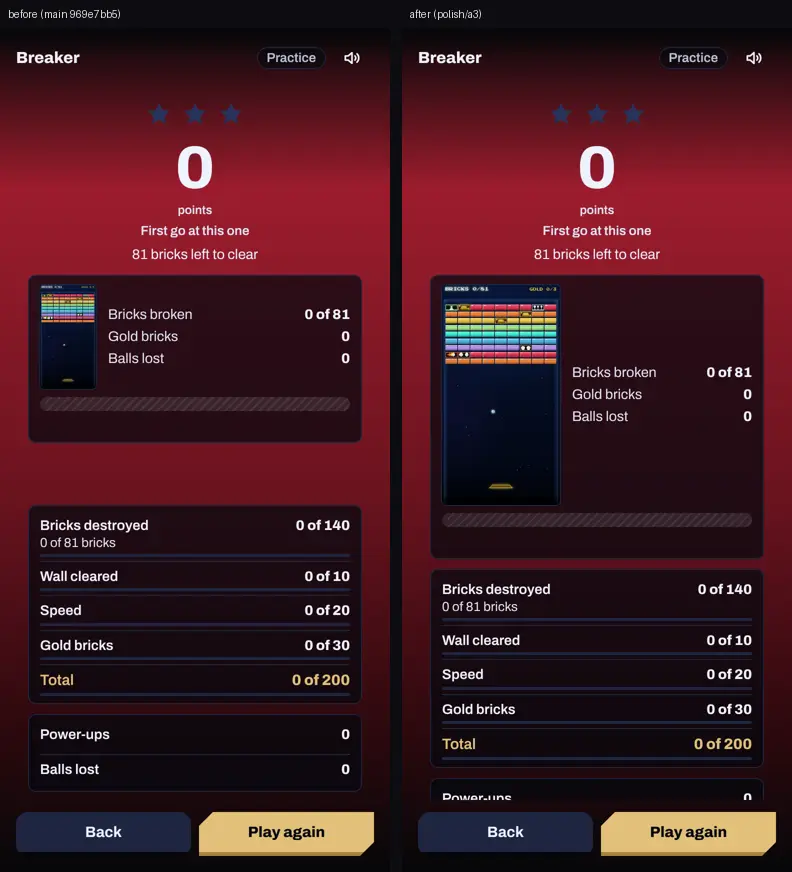 before (main 969e7bb5)
Breaker
Practice
0
points
First go at this one
81 bricks left to clear
Bricks broken 0 of 81
Gold bricks 0
Balls lost 0
Bricks destroyed 0 of 140
0 of 81 bricks
Wall cleared 0 of 10
Speed 0 of 20
Gold bricks 0 of 30
Total 0 of 200
Power-ups 0
Balls lost 0
Back
Play again
after (polish/a3)
Breaker
Practice
0
points
First go at this one
81 bricks left to clear
BRICKS 0/81 GOLD 0/3
Bricks broken 0 of 81
Gold bricks 0
Balls lost 0
Bricks destroyed 0 of 140
0 of 81 bricks
Wall cleared 0 of 10
Speed 0 of 20
Gold bricks 0 of 30
Total 0 of 200
Power-ups 0
Back
Play again